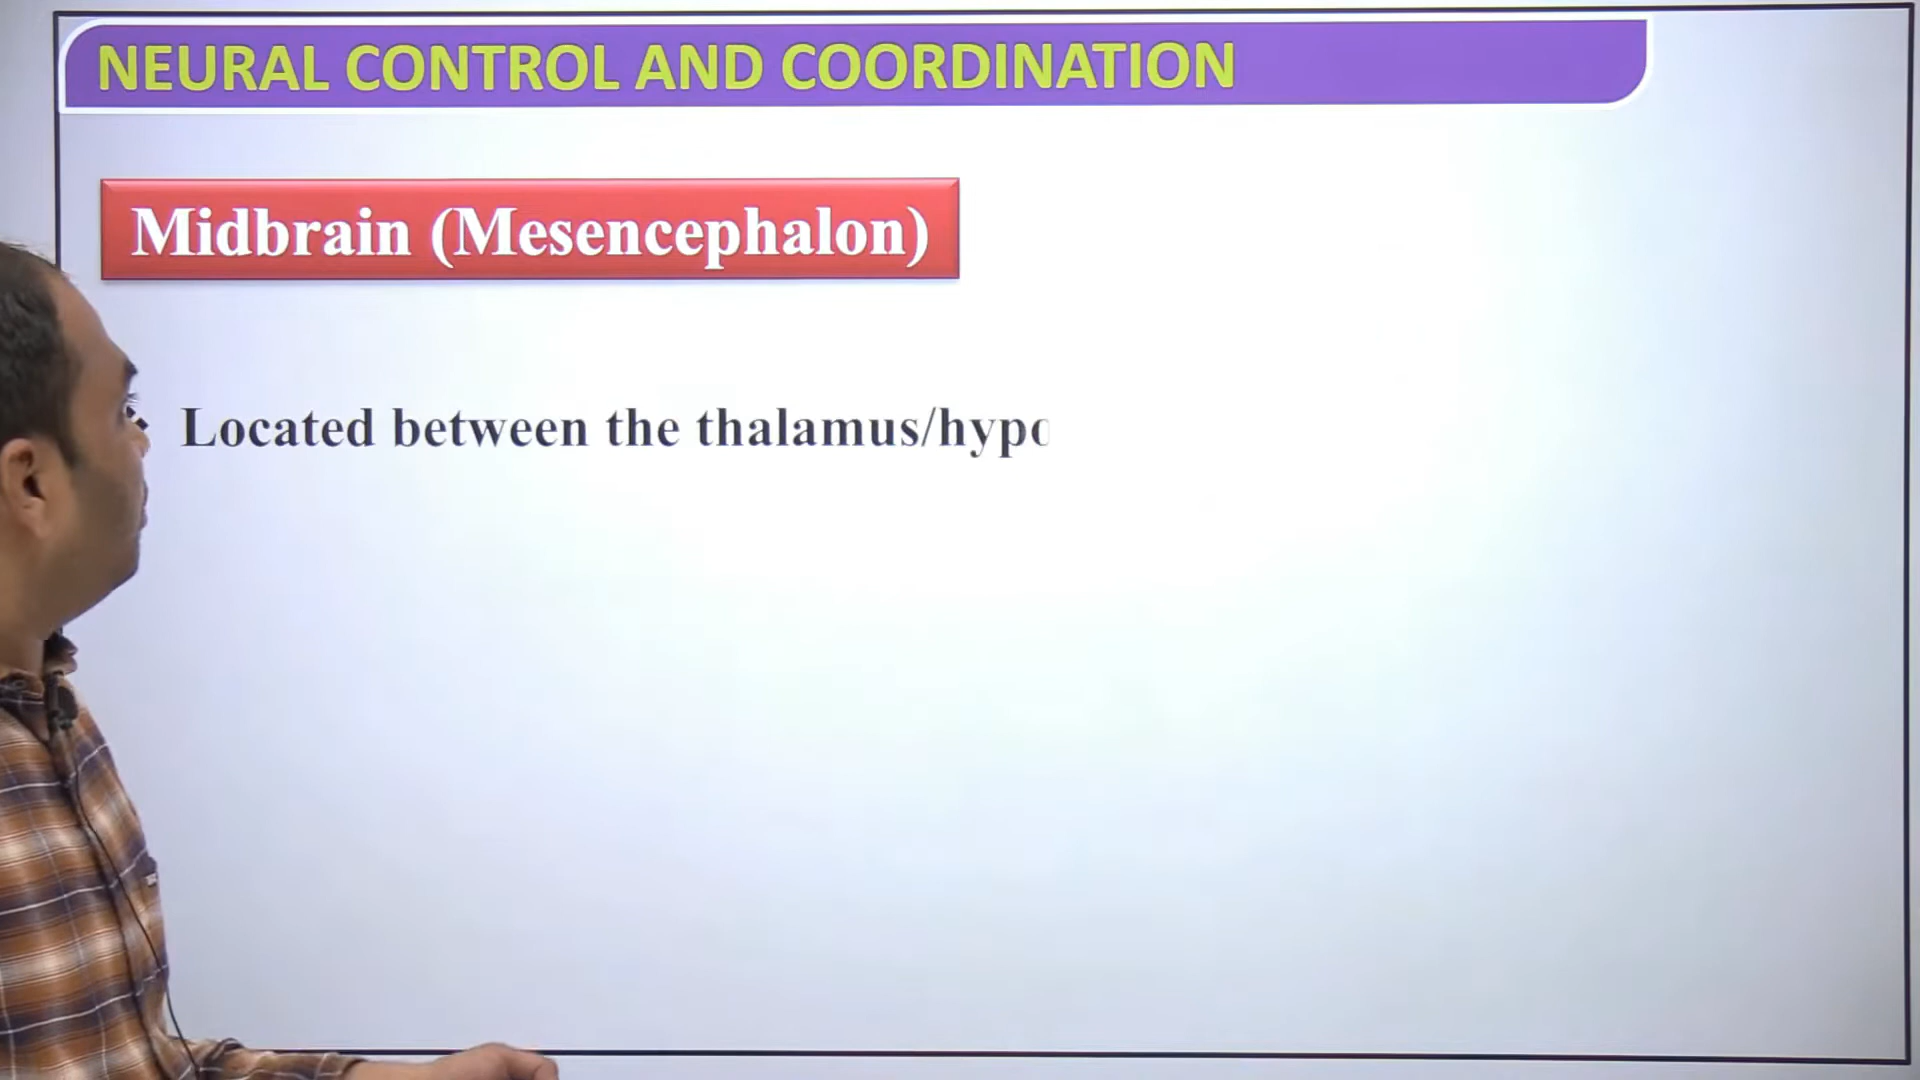 NEURAL CONTROL AND COORDINATION
Midbrain (Mesencephalon)
Located between the thalamus/hypo